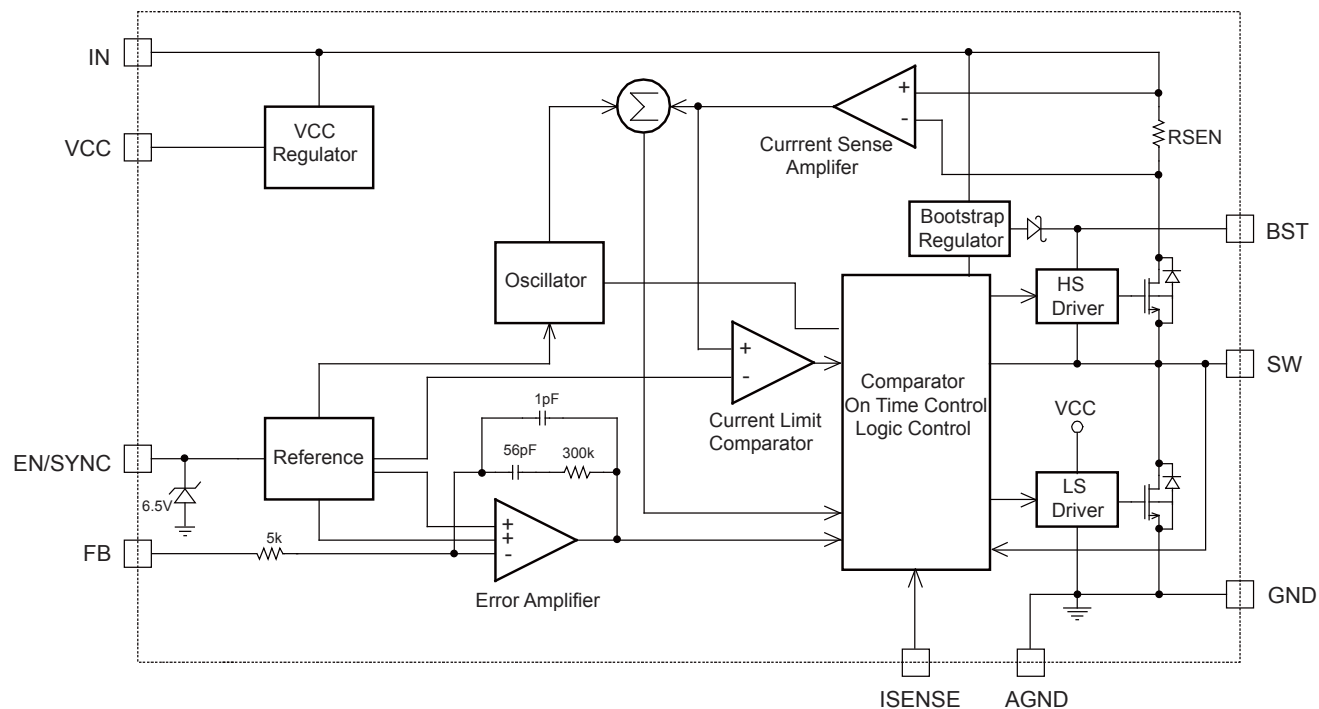 IN
VCC
VCC
Regulator
Σ
+
-
Currrent Sense
Amplifer
RSEN
Bootstrap
Regulator
BST
Oscillator
HS
Driver
+
-
Current Limit
Comparator
Comparator
On Time Control
Logic Control
SW
1pF
56pF
300k
VCC
EN/SYNC
Reference
6.5V
LS
Driver
FB
5k
+
+
-
Error Amplifier
GND
ISENSE
AGND